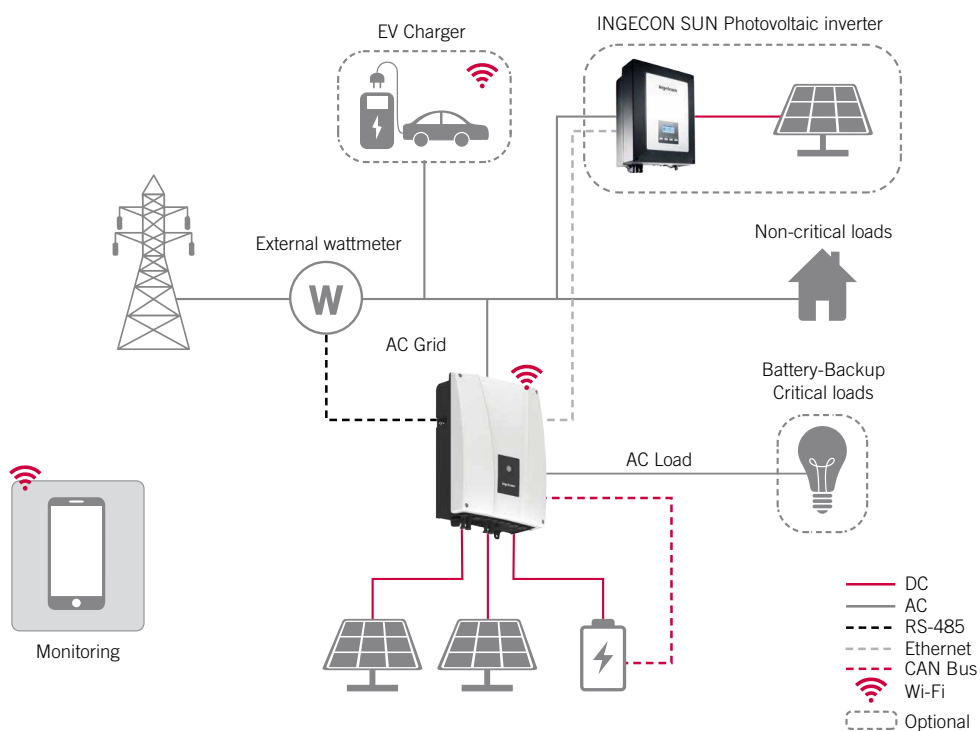 EV Charger
INGECON SUN Photovoltaic inverter
External wattmeter
W
Non-critical loads
AC Grid
Battery-Backup
Critical loads
AC Load
Monitoring
DC
AC
RS-485
Ethernet
CAN Bus
Wi-Fi
Optional